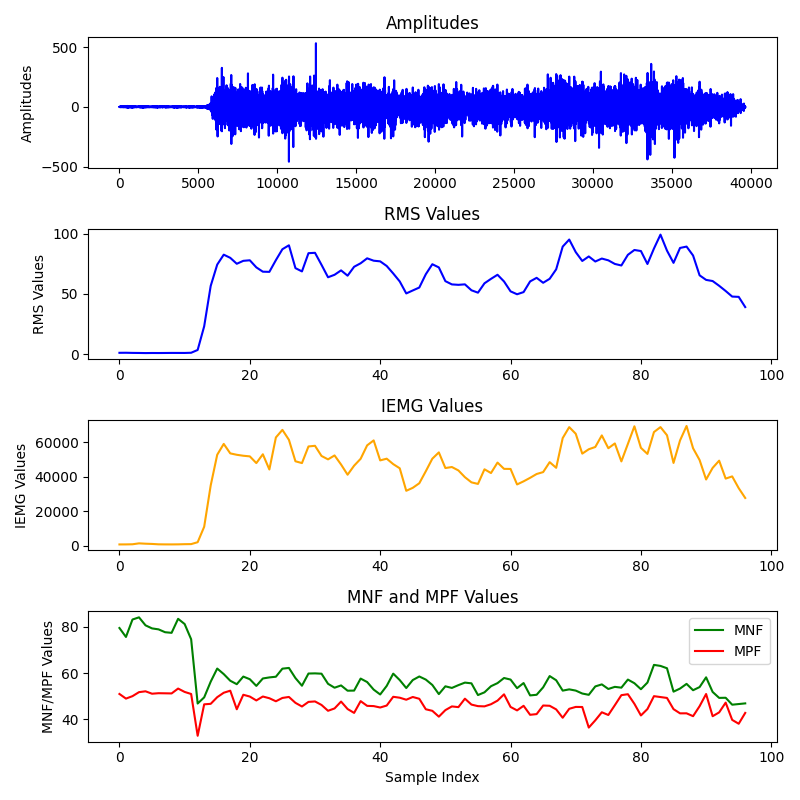 Amplitudes
Amplitudes
500
0
−500
0 5000 10000 15000 20000 25000 30000 35000 40000
RMS Values
RMS Values
100
50
0
0 20 40 60 80 100
IEMG Values
IEMG Values
60000
40000
20000
0
0 20 40 60 80 100
MNF and MPF Values
MNF/MPF Values
80
60
40
MNF
MPF
0 20 40 60 80 100
Sample Index